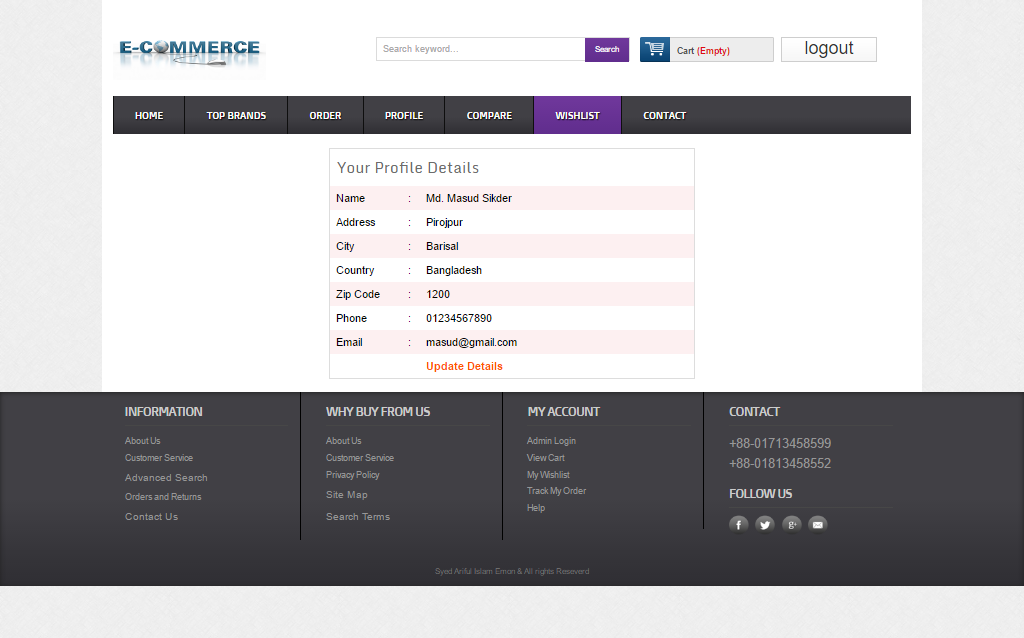 E-COMMERCE
Search keyword...
Search
Cart (Empty)
logout
HOME
TOP BRANDS
ORDER
PROFILE
COMPARE
WISHLIST
CONTACT
Your Profile Details
Name : Md. Masud Sikder
Address : Pirojpur
City : Barisal
Country : Bangladesh
Zip Code : 1200
Phone : 01234567890
Email : masud@gmail.com
Update Details
INFORMATION
About Us
Customer Service
Advanced Search
Orders and Returns
Contact Us
WHY BUY FROM US
About Us
Customer Service
Privacy Policy
Site Map
Search Terms
MY ACCOUNT
Admin Login
View Cart
My Wishlist
Track My Order
Help
CONTACT
+88-01713458599
+88-01813458552
FOLLOW US
f
g+
Syed Ariful Islam Emon & All rights Reseverd